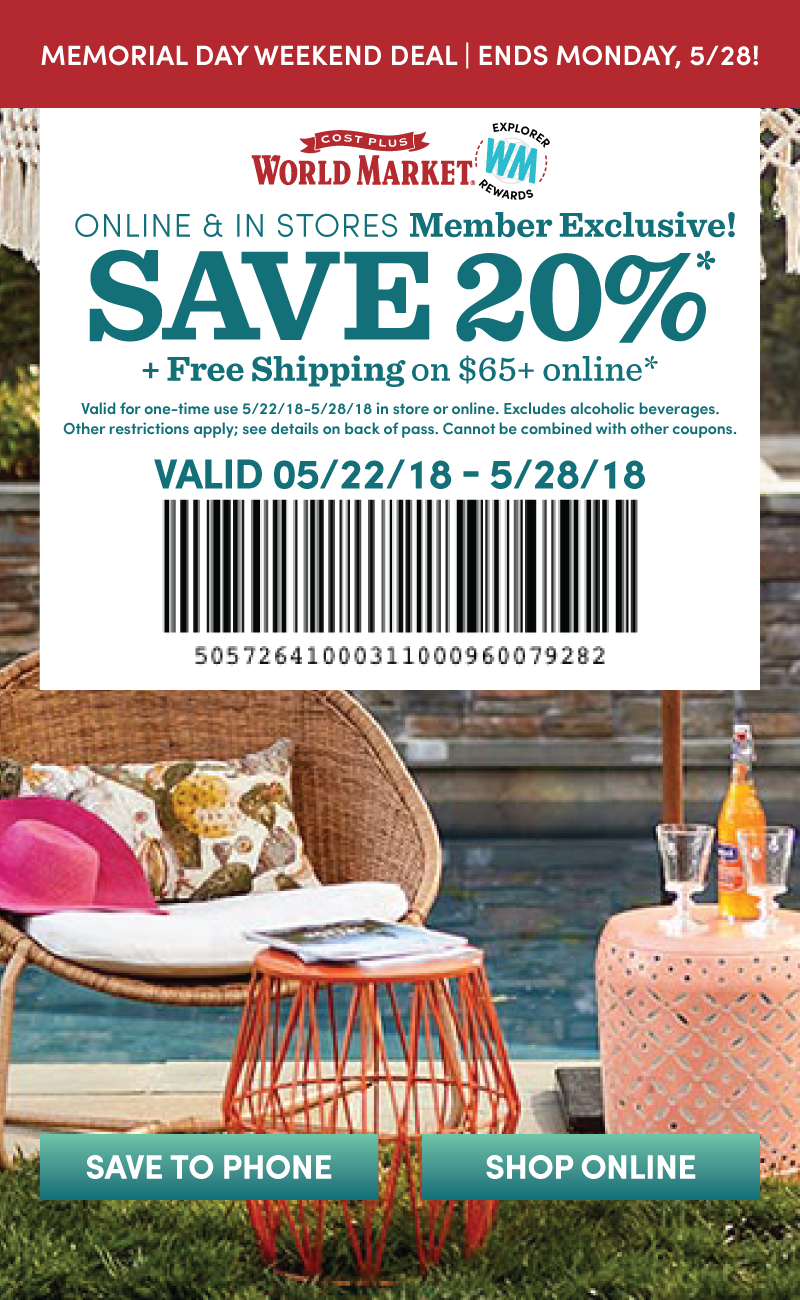 MEMORIAL DAY WEEKEND DEAL | ENDS MONDAY, 5/28!
COST PLUS
WORLD MARKET®
EXPLORER
WM
REWARDS
ONLINE & IN STORES Member Exclusive!
SAVE 20%*
+ Free Shipping on $65+ online*
Valid for one-time use 5/22/18-5/28/18 in store or online. Excludes alcoholic beverages.
Other restrictions apply; see details on back of pass. Cannot be combined with other coupons.
VALID 05/22/18 - 5/28/18
50572641000311000960079282
SAVE TO PHONE
SHOP ONLINE